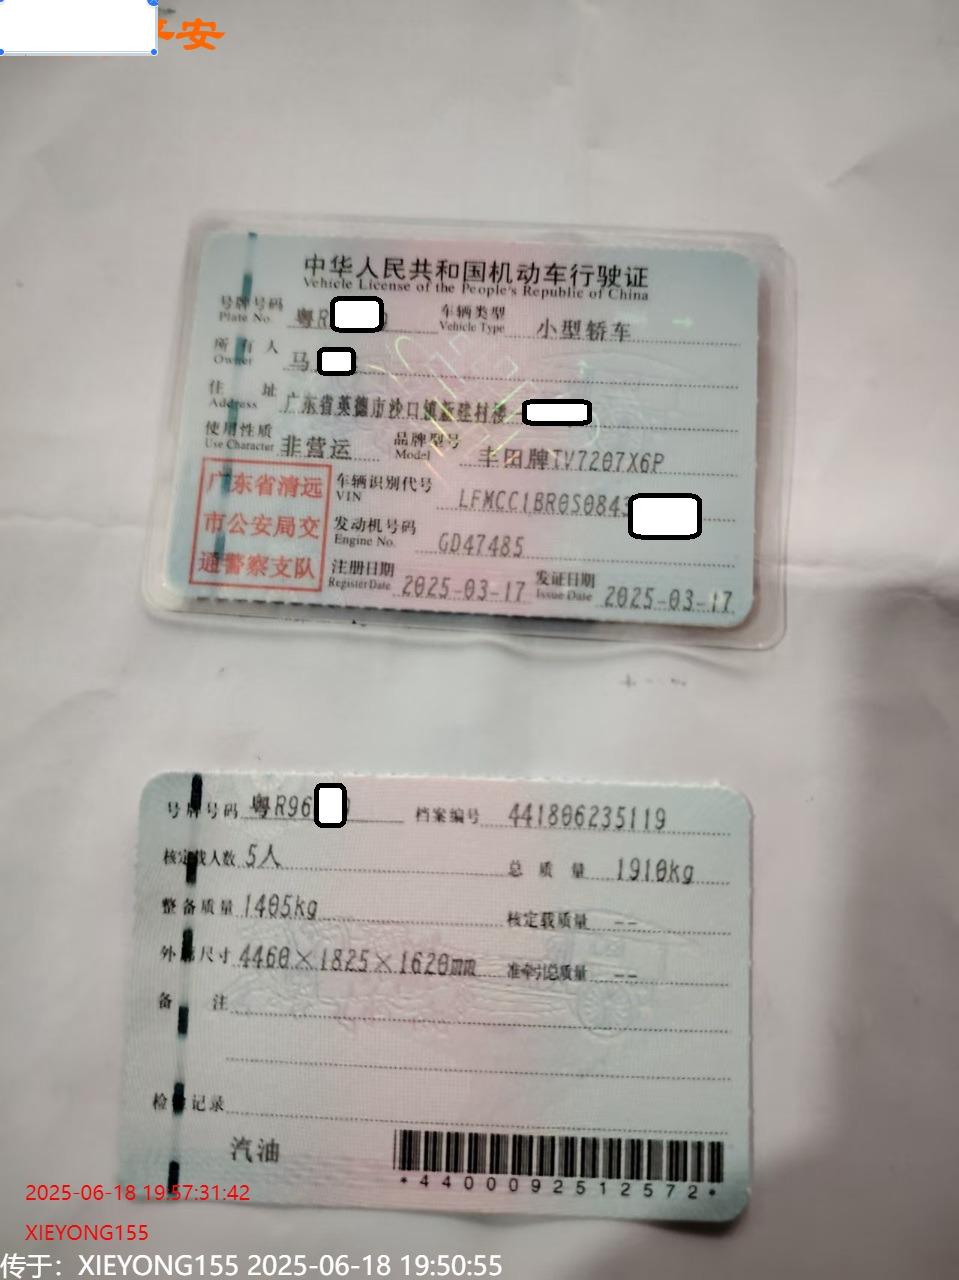 平安
中华人民共和国机动车行驶证
Vehicle License of the People's Republic of China
号牌号码 粤R 车辆类型 小型轿车
Plate No. Vehicle Type
所有人 马
Owner
住址 广东省英德市沙口镇新建村楼
Address
使用性质 非营运 品牌型号 丰田牌TV7207X6P
Use Character Model
广东省清远
市公安局交
通警察支队
车辆识别代号 LFMCC1BR0S0843
VIN
发动机号码 GD47485
Engine No.
注册日期 2025-03-17 发证日期 2025-03-17
Register Date Issue Date
号牌号码 粤R96 档案编号 441806235119
核定载人数 5人 总质量 1910kg
整备质量 1405kg 核定载质量 --
外廓尺寸 4460×1825×1620mm 准牵引总质量 --
备注
检验记录
汽油
*4400092512572*
2025-06-18 19:57:31:42
XIEYONG155
传于：XIEYONG155 2025-06-18 19:50:55